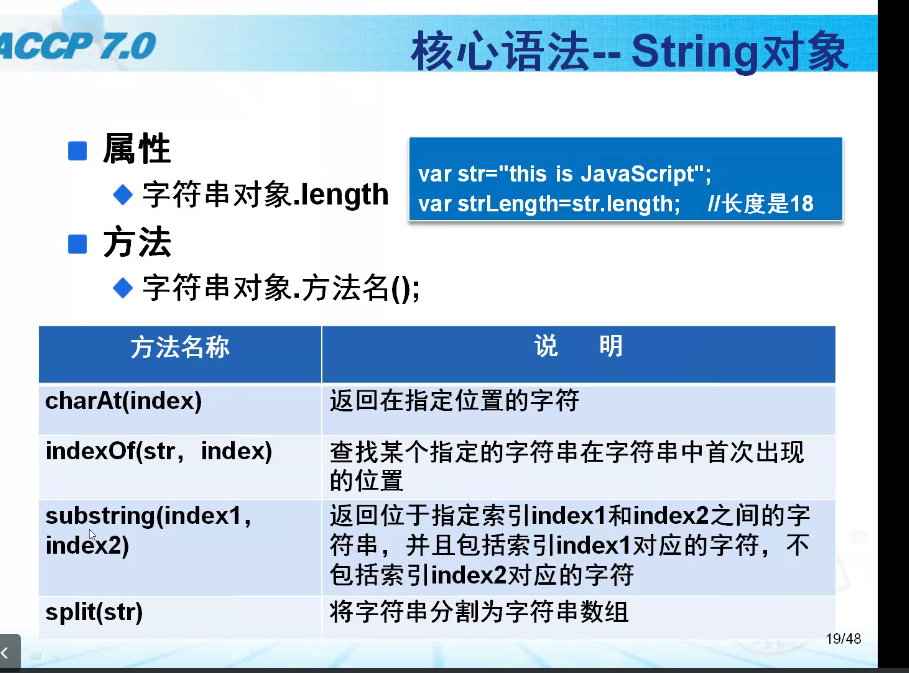 ACCP 7.0
核心语法-- String对象
属性
字符串对象.length
var str="this is JavaScript";
var strLength=str.length; //长度是18
方法
字符串对象.方法名();
方法名称
说 明
charAt(index)
返回在指定位置的字符
indexOf(str，index)
查找某个指定的字符串在字符串中首次出现
的位置
substring(index1，
index2)
返回位于指定索引index1和index2之间的字
符串，并且包括索引index1对应的字符，不
包括索引index2对应的字符
split(str)
将字符串分割为字符串数组
19/48